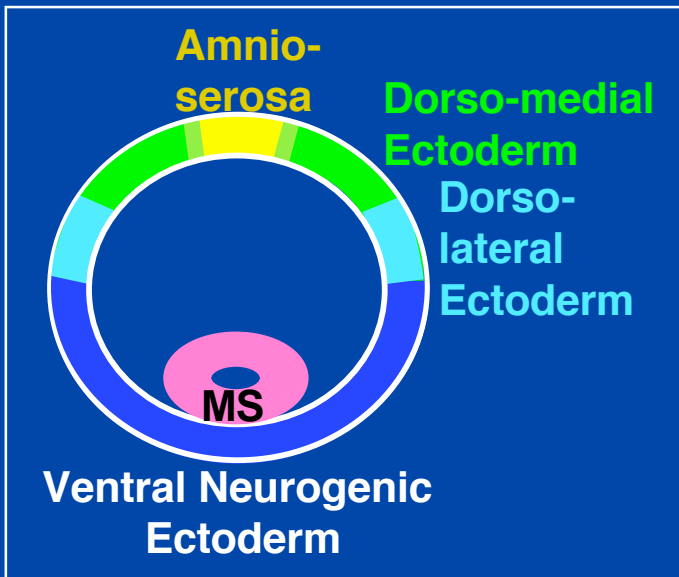 Amnio-
serosa
Dorso-medial
Ectoderm
Dorso-
lateral
Ectoderm
MS
Ventral Neurogenic
Ectoderm